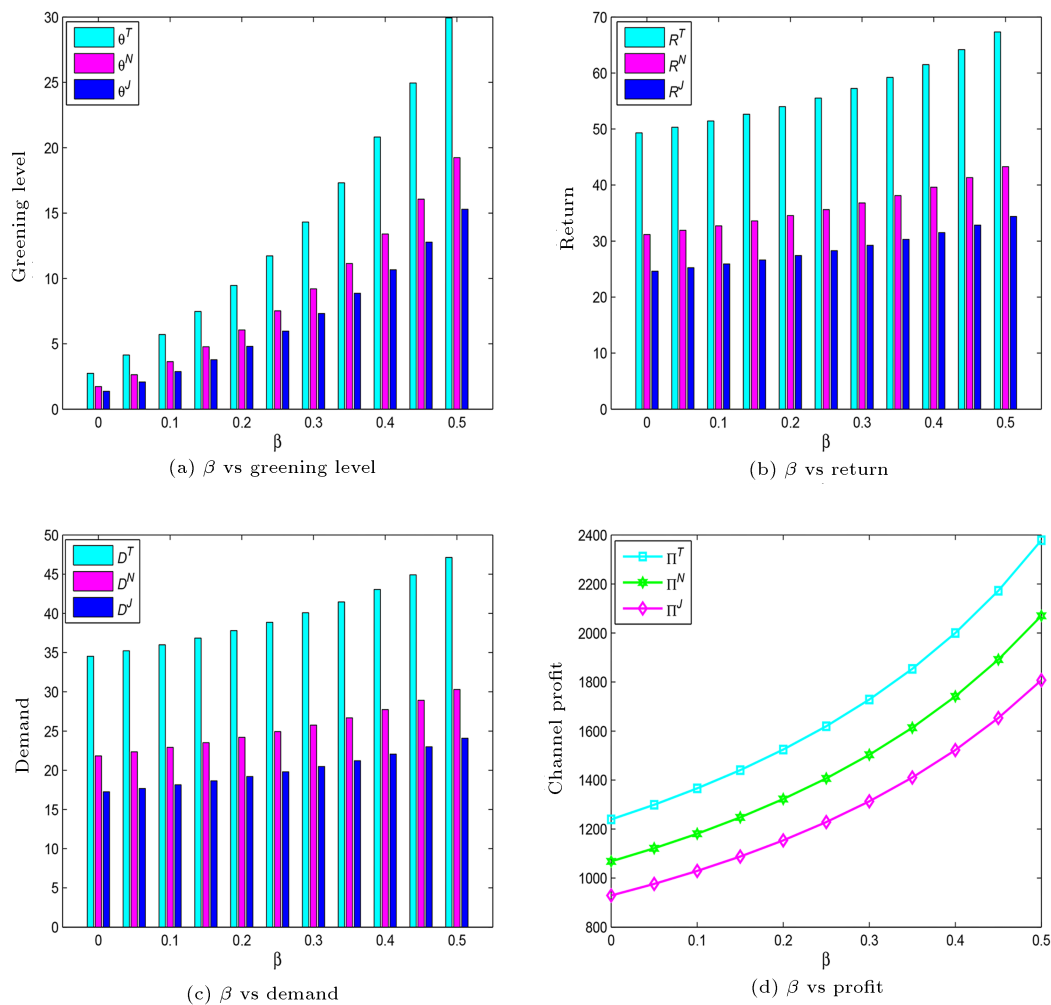 30
25
20
15
10
5
0
θ^T
θ^N
θ^J
Greening level
0 0.1 0.2 0.3 0.4 0.5
β
(a) β vs greening level
70
60
50
40
30
20
10
0
R^T
R^N
R^J
Return
0 0.1 0.2 0.3 0.4 0.5
β
(b) β vs return
50
45
40
35
30
25
20
15
10
5
0
D^T
D^N
D^J
Demand
0 0.1 0.2 0.3 0.4 0.5
β
(c) β vs demand
2400
2200
2000
1800
1600
1400
1200
1000
800
Π^T
Π^N
Π^J
Channel profit
0 0.1 0.2 0.3 0.4 0.5
β
(d) β vs profit